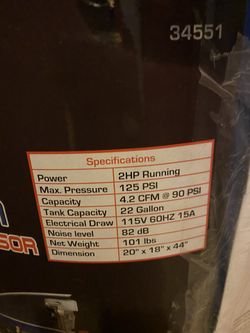 34551
Specifications
Power 2HP Running
Max. Pressure 125 PSI
Capacity 4.2 CFM @ 90 PSI
Tank Capacity 22 Gallon
Electrical Draw 115V 60HZ 15A
Noise level 82 dB
Net Weight 101 lbs
Dimension 20" x 18" x 44"
SOR